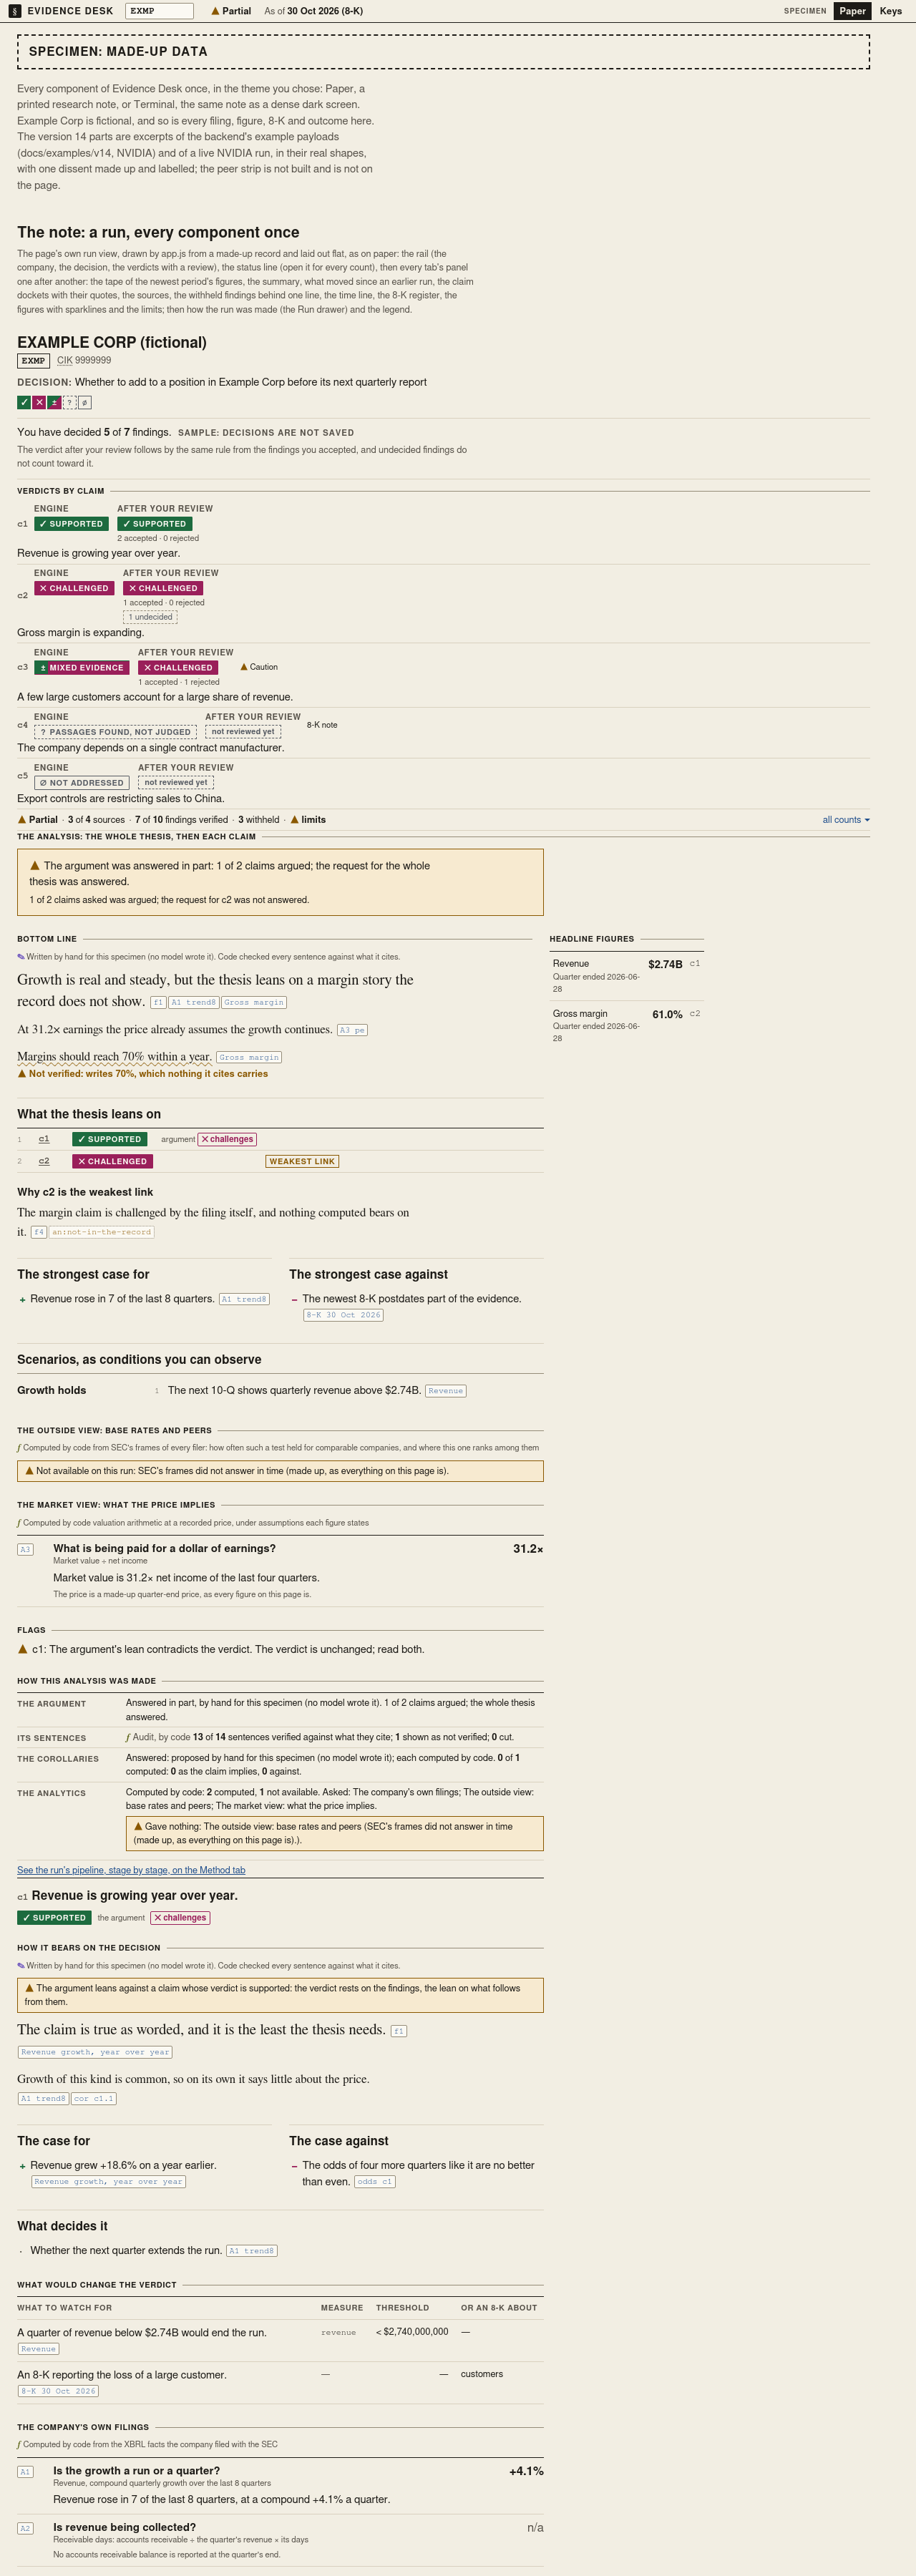 § EVIDENCE DESK EXMP ▲ Partial As of 30 Oct 2026 (8-K) SPECIMEN Paper Keys
SPECIMEN: MADE-UP DATA
Every component of Evidence Desk once, in the theme you chose: Paper, a
printed research note, or Terminal, the same note as a dense dark screen.
Example Corp is fictional, and so is every filing, figure, 8-K and outcome here.
The version 14 parts are excerpts of the backend's example payloads
(docs/examples/v14, NVIDIA) and of a live NVIDIA run, in their real shapes,
with one dissent made up and labelled; the peer strip is not built and is not on
the page.
The note: a run, every component once
The page's own run view, drawn by app.js from a made-up record and laid out flat, as on paper: the rail (the
company, the decision, the verdicts with a review), the status line (open it for every count), then every tab's panel
one after another: the tape of the newest period's figures, the summary, what moved since an earlier run, the claim
dockets with their quotes, the sources, the withheld findings behind one line, the time line, the 8-K register, the
figures with sparklines and the limits; then how the run was made (the Run drawer) and the legend.
EXAMPLE CORP (fictional)
EXMP CIK 9999999
DECISION: Whether to add to a position in Example Corp before its next quarterly report
✓ ✕ ± ? ∅
You have decided 5 of 7 findings. SAMPLE: DECISIONS ARE NOT SAVED
The verdict after your review follows by the same rule from the findings you accepted, and undecided findings do
not count toward it.
VERDICTS BY CLAIM
ENGINE AFTER YOUR REVIEW
c1 ✓ SUPPORTED ✓ SUPPORTED
2 accepted · 0 rejected
Revenue is growing year over year.
ENGINE AFTER YOUR REVIEW
c2 ✕ CHALLENGED ✕ CHALLENGED
1 accepted · 0 rejected
1 undecided
Gross margin is expanding.
ENGINE AFTER YOUR REVIEW
c3 ± MIXED EVIDENCE ✕ CHALLENGED ▲ Caution
1 accepted · 1 rejected
A few large customers account for a large share of revenue.
ENGINE AFTER YOUR REVIEW
c4 ? PASSAGES FOUND, NOT JUDGED not reviewed yet 8-K note
The company depends on a single contract manufacturer.
ENGINE AFTER YOUR REVIEW
c5 ∅ NOT ADDRESSED not reviewed yet
Export controls are restricting sales to China.
▲ Partial · 3 of 4 sources · 7 of 10 findings verified · 3 withheld · ▲ limits all counts
THE ANALYSIS: THE WHOLE THESIS, THEN EACH CLAIM
▲ The argument was answered in part: 1 of 2 claims argued; the request for the whole
thesis was answered.
1 of 2 claims asked was argued; the request for c2 was not answered.
BOTTOM LINE
✎ Written by hand for this specimen (no model wrote it). Code checked every sentence against what it cites.
Growth is real and steady, but the thesis leans on a margin story the
record does not show. f1 A1 trend8 Gross margin
At 31.2× earnings the price already assumes the growth continues. A3 pe
Margins should reach 70% within a year. Gross margin
▲ Not verified: writes 70%, which nothing it cites carries
HEADLINE FIGURES
Revenue $2.74B c1
Quarter ended 2026-06-
28
Gross margin 61.0% c2
Quarter ended 2026-06-
28
What the thesis leans on
1 c1 ✓ SUPPORTED argument ✕ challenges
2 c2 ✕ CHALLENGED WEAKEST LINK
Why c2 is the weakest link
The margin claim is challenged by the filing itself, and nothing computed bears on
it. f4 an:not-in-the-record
The strongest case for
+ Revenue rose in 7 of the last 8 quarters. A1 trend8
The strongest case against
– The newest 8-K postdates part of the evidence.
8-K 30 Oct 2026
Scenarios, as conditions you can observe
Growth holds 1 The next 10-Q shows quarterly revenue above $2.74B. Revenue
THE OUTSIDE VIEW: BASE RATES AND PEERS
ƒ Computed by code from SEC's frames of every filer: how often such a test held for comparable companies, and where this one ranks among them
▲ Not available on this run: SEC's frames did not answer in time (made up, as everything on this page is).
THE MARKET VIEW: WHAT THE PRICE IMPLIES
ƒ Computed by code valuation arithmetic at a recorded price, under assumptions each figure states
A3 What is being paid for a dollar of earnings? 31.2×
Market value ÷ net income
Market value is 31.2× net income of the last four quarters.
The price is a made-up quarter-end price, as every figure on this page is.
FLAGS
▲ c1: The argument's lean contradicts the verdict. The verdict is unchanged; read both.
HOW THIS ANALYSIS WAS MADE
THE ARGUMENT Answered in part, by hand for this specimen (no model wrote it). 1 of 2 claims argued; the whole thesis
answered.
ITS SENTENCES ƒ Audit, by code 13 of 14 sentences verified against what they cite; 1 shown as not verified; 0 cut.
THE COROLLARIES Answered: proposed by hand for this specimen (no model wrote it); each computed by code. 0 of 1
computed: 0 as the claim implies, 0 against.
THE ANALYTICS Computed by code: 2 computed, 1 not available. Asked: The company's own filings; The outside view:
base rates and peers; The market view: what the price implies.
▲ Gave nothing: The outside view: base rates and peers (SEC's frames did not answer in time
(made up, as everything on this page is).).
See the run's pipeline, stage by stage, on the Method tab
c1 Revenue is growing year over year.
✓ SUPPORTED the argument ✕ challenges
HOW IT BEARS ON THE DECISION
✎ Written by hand for this specimen (no model wrote it). Code checked every sentence against what it cites.
▲ The argument leans against a claim whose verdict is supported: the verdict rests on the findings, the lean on what follows
from them.
The claim is true as worded, and it is the least the thesis needs. f1
Revenue growth, year over year
Growth of this kind is common, so on its own it says little about the price.
A1 trend8 cor c1.1
The case for
+ Revenue grew +18.6% on a year earlier.
Revenue growth, year over year
The case against
– The odds of four more quarters like it are no better
than even. odds c1
What decides it
· Whether the next quarter extends the run. A1 trend8
WHAT WOULD CHANGE THE VERDICT
WHAT TO WATCH FOR MEASURE THRESHOLD OR AN 8-K ABOUT
A quarter of revenue below $2.74B would end the run. revenue < $2,740,000,000 —
Revenue
An 8-K reporting the loss of a large customer. — — customers
8-K 30 Oct 2026
THE COMPANY'S OWN FILINGS
ƒ Computed by code from the XBRL facts the company filed with the SEC
A1 Is the growth a run or a quarter? +4.1%
Revenue, compound quarterly growth over the last 8 quarters
Revenue rose in 7 of the last 8 quarters, at a compound +4.1% a quarter.
A2 Is revenue being collected? n/a
Receivable days: accounts receivable ÷ the quarter's revenue × its days
No accounts receivable balance is reported at the quarter's end.